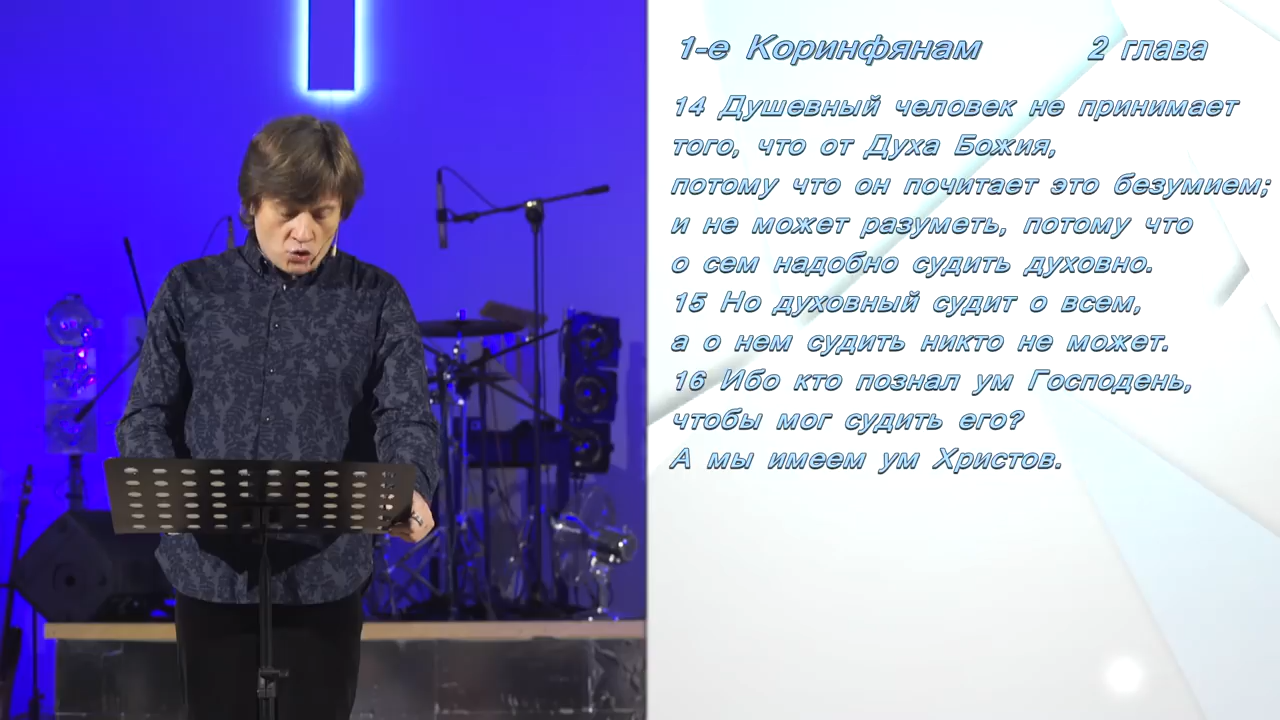 1-е Коринфянам 2 глава
14 Душевный человек не принимает
того, что от Духа Божия,
потому что он почитает это безумием;
и не может разуметь, потому что
о сем надобно судить духовно.
15 Но духовный судит о всем,
а о нем судить никто не может.
16 Ибо кто познал ум Господень,
чтобы мог судить его?
А мы имеем ум Христов.